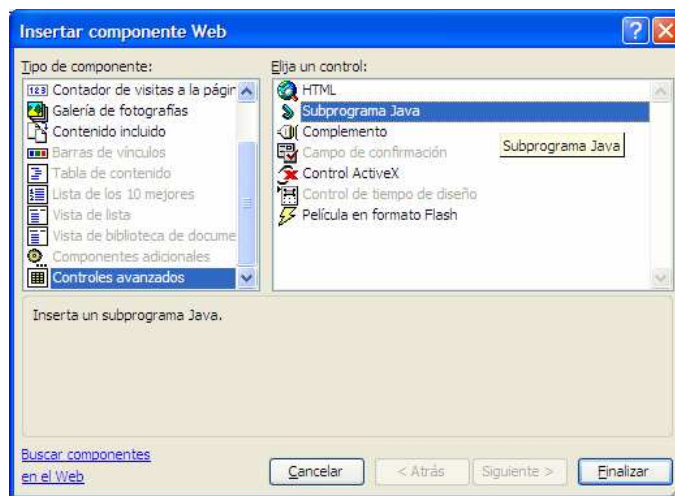 Insertar componente Web
Tipo de componente:
Contador de visitas a la págir
Galería de fotografías
Contenido incluido
Barras de vínculos
Tabla de contenido
Lista de los 10 mejores
Vista de lista
Vista de biblioteca de docume
Componentes adicionales
Controles avanzados
Elija un control:
HTML
Subprograma Java
Complemento
Campo de confirmación
Control ActiveX
Control de tiempo de diseño
Película en formato Flash
Subprograma Java
Inserta un subprograma Java.
Buscar componentes
en el Web
Cancelar
< Atrás
Siguiente >
Finalizar